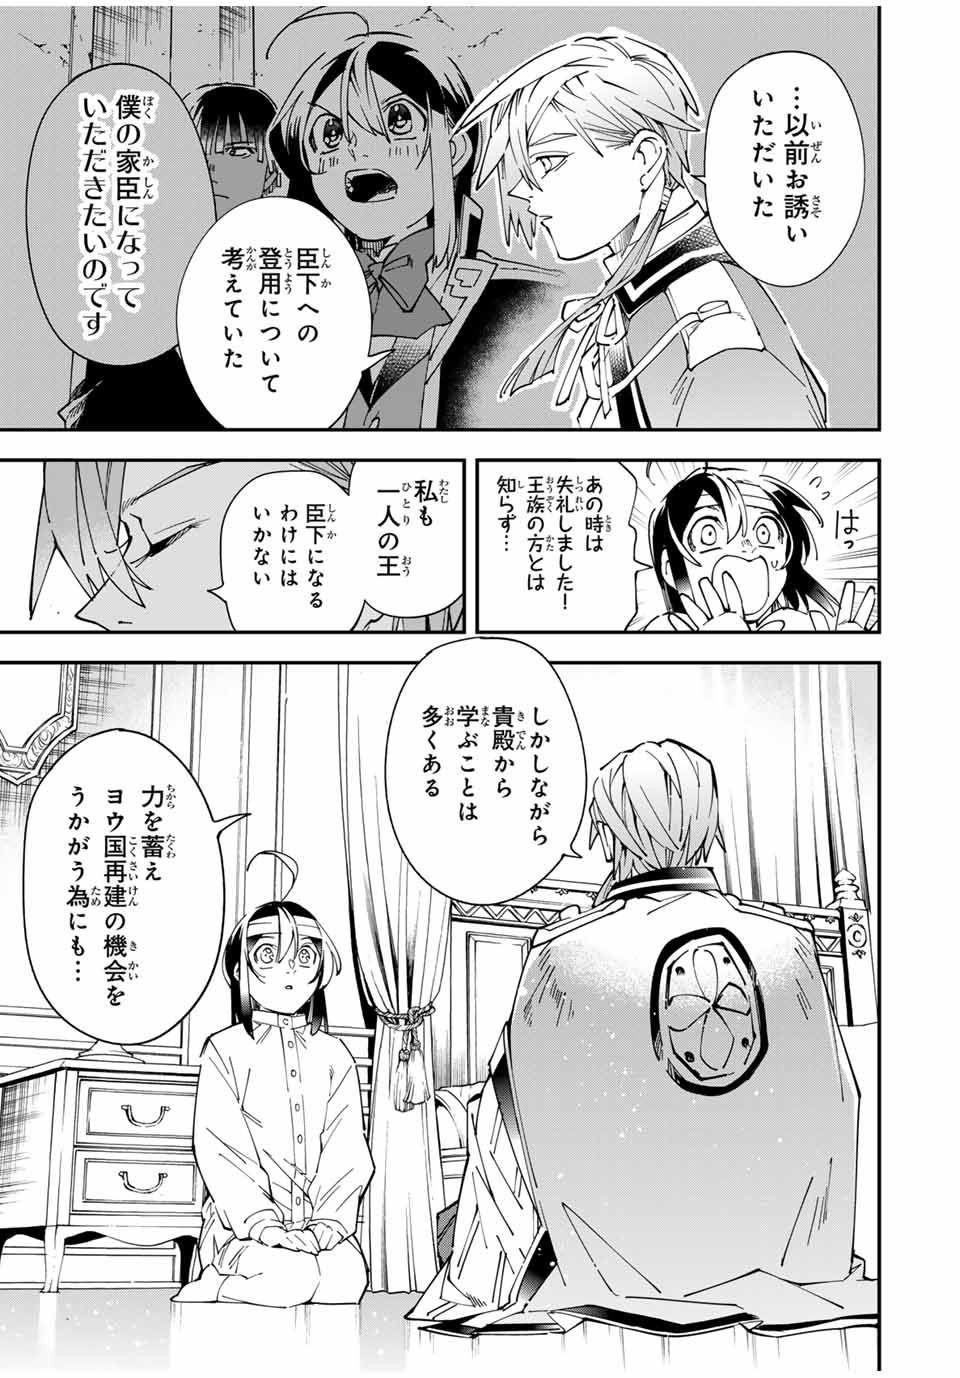 …以前お誘い
いただいた
臣下への
登用について
考えていた
僕の家臣になって
いただきたいのです
はっ
あの時は
失礼しました！
王族の方とは
知らず…
私も
一人の王
臣下になる
わけには
いかない
しかしながら
貴殿から
学ぶことは
多くある
力を蓄え
ヨウ国再建の機会を
うかがう為にも…